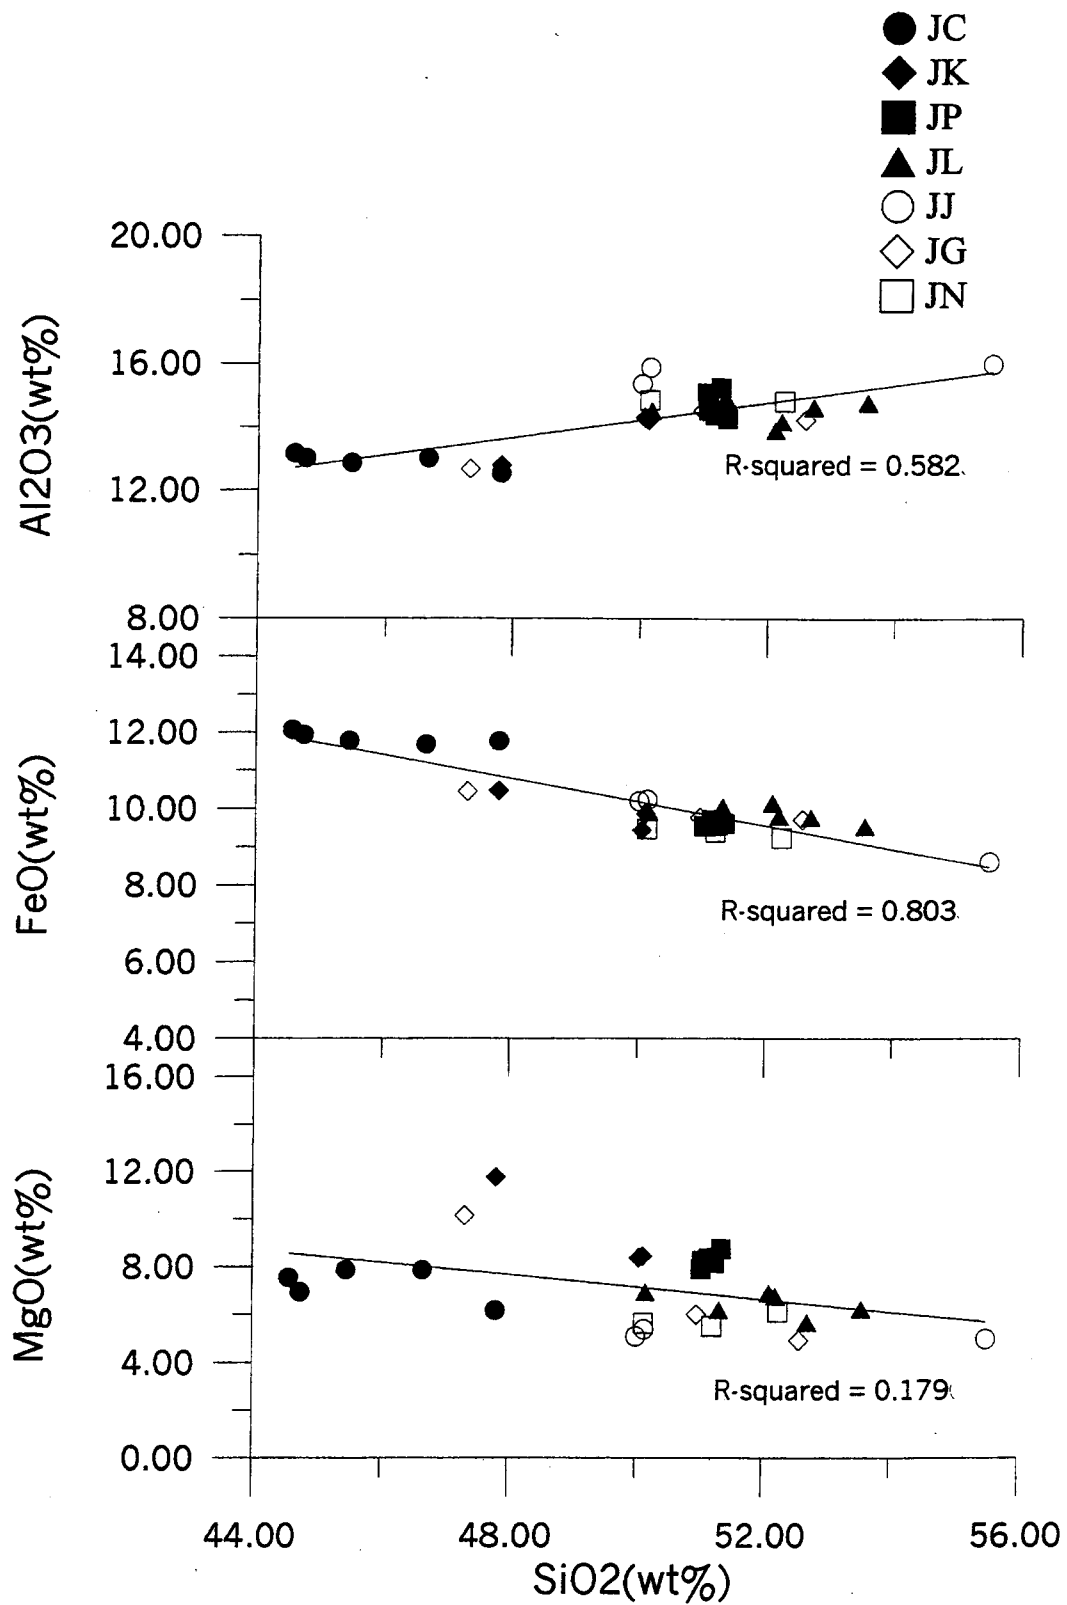 JC
JK
JP
JL
JJ
JG
JN
20.00
16.00
12.00
8.00
Al2O3(wt%)
R-squared = 0.582
14.00
12.00
10.00
8.00
6.00
4.00
FeO(wt%)
R-squared = 0.803
16.00
12.00
8.00
4.00
0.00
MgO(wt%)
R-squared = 0.179
44.00 48.00 52.00 56.00
SiO2(wt%)